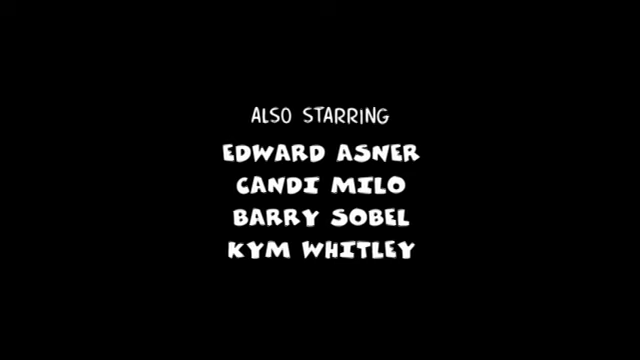 ALSO STARRING
EDWARD ASNER
CANDI MILO
BARRY SOBEL
KYM WHITLEY